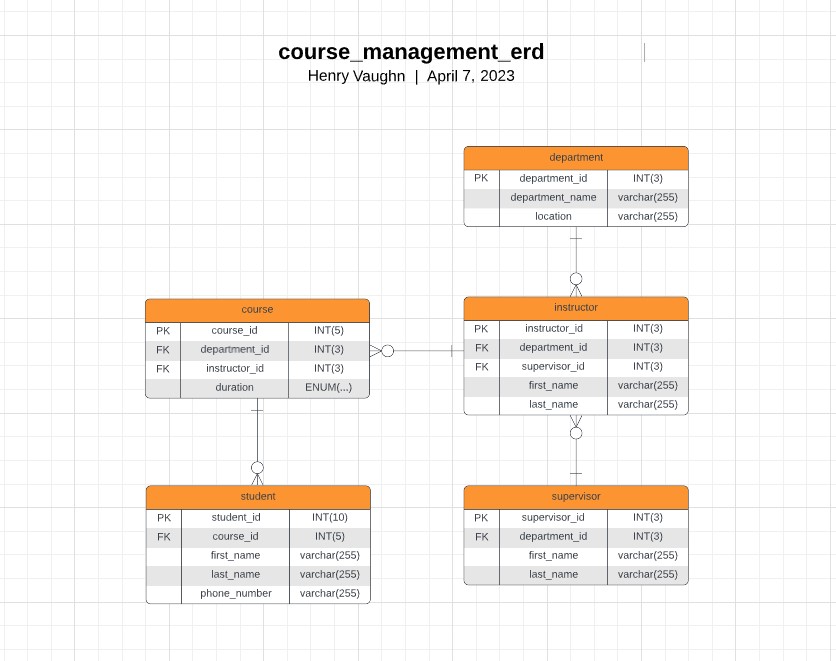 course_management_erd
Henry Vaughn | April 7, 2023
department
PK department_id INT(3)
department_name varchar(255)
location varchar(255)
course
PK course_id INT(5)
FK department_id INT(3)
FK instructor_id INT(3)
duration ENUM(...)
instructor
PK instructor_id INT(3)
FK department_id INT(3)
FK supervisor_id INT(3)
first_name varchar(255)
last_name varchar(255)
student
PK student_id INT(10)
FK course_id INT(5)
first_name varchar(255)
last_name varchar(255)
phone_number varchar(255)
supervisor
PK supervisor_id INT(3)
FK department_id INT(3)
first_name varchar(255)
last_name varchar(255)